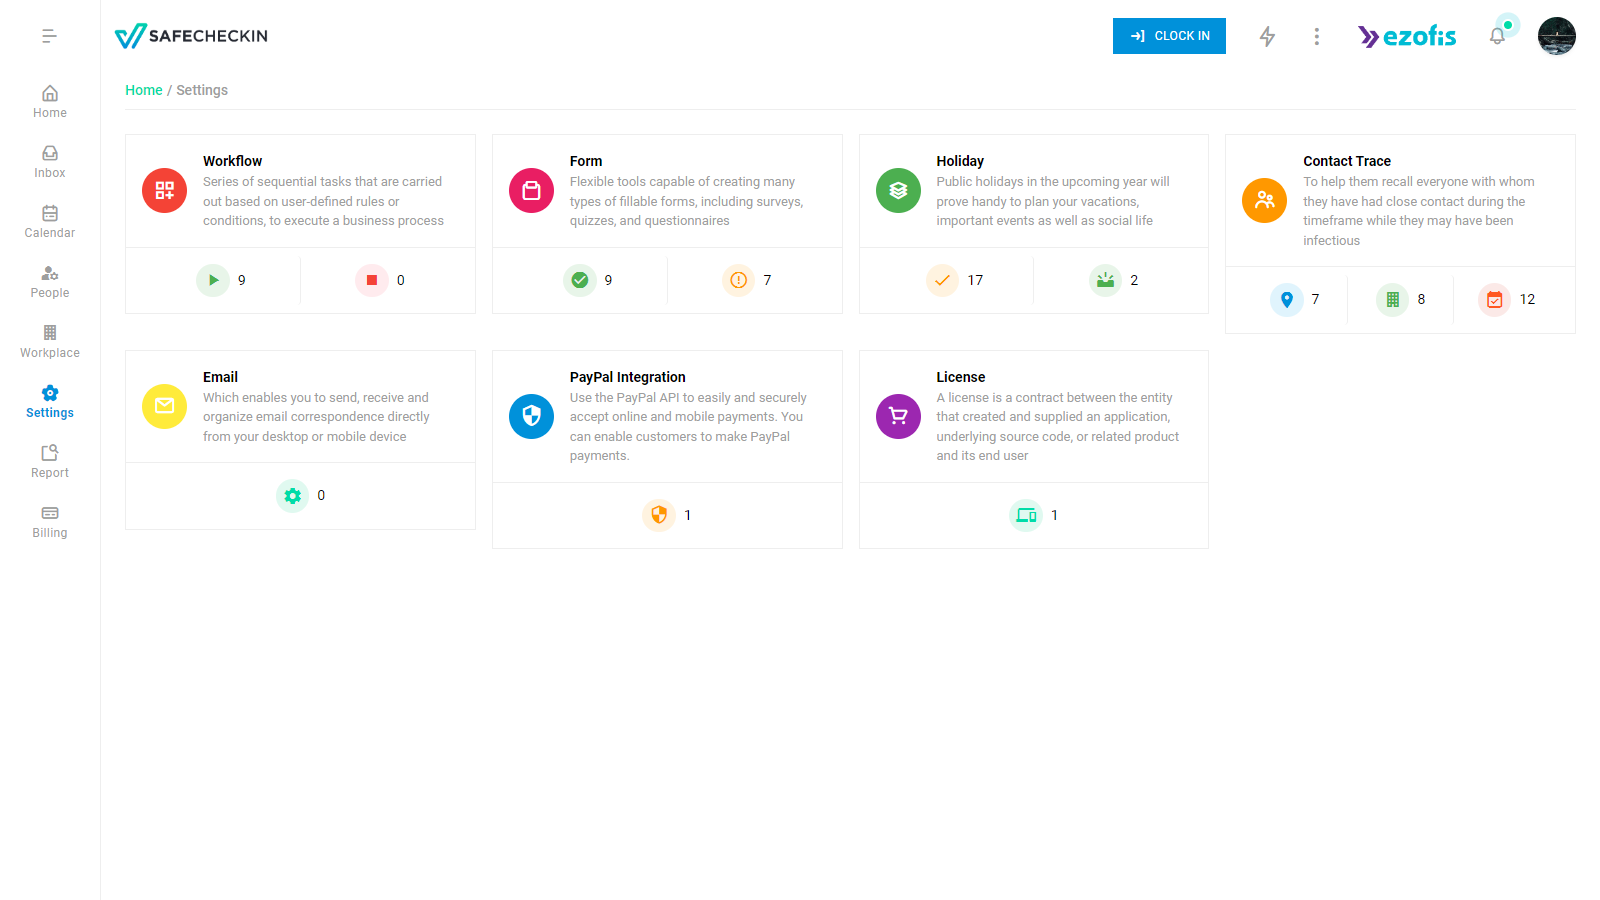 SAFECHECKIN
CLOCK IN
ezofis
Home / Settings
Home
Inbox
Calendar
People
Workplace
Settings
Report
Billing
Workflow
Series of sequential tasks that are carried
out based on user-defined rules or
conditions, to execute a business process
9
0
Form
Flexible tools capable of creating many
types of fillable forms, including surveys,
quizzes, and questionnaires
9
7
Holiday
Public holidays in the upcoming year will
prove handy to plan your vacations,
important events as well as social life
17
2
Contact Trace
To help them recall everyone with whom
they have had close contact during the
timeframe while they may have been
infectious
7
8
12
Email
Which enables you to send, receive and
organize email correspondence directly
from your desktop or mobile device
0
PayPal Integration
Use the PayPal API to easily and securely
accept online and mobile payments. You
can enable customers to make PayPal
payments.
1
License
A license is a contract between the entity
that created and supplied an application,
underlying source code, or related product
and its end user
1